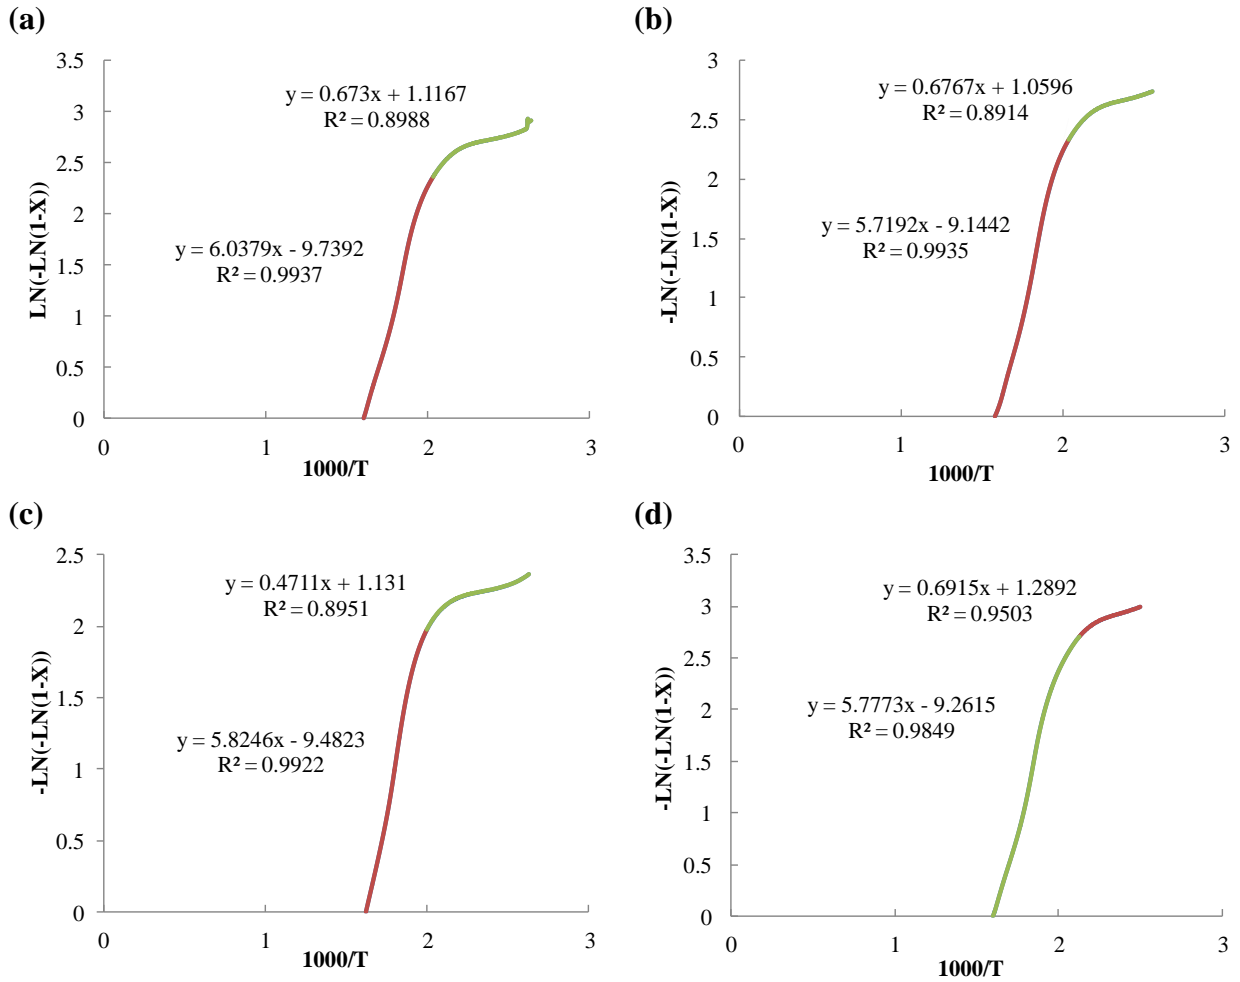 (a)
3.5
3
2.5
2
1.5
1
0.5
0
LN(-LN(1-X))
y = 0.673x + 1.1167
R² = 0.8988
y = 6.0379x - 9.7392
R² = 0.9937
0 1 2 3
1000/T
(b)
3
2.5
2
1.5
1
0.5
0
-LN(-LN(1-X))
y = 0.6767x + 1.0596
R² = 0.8914
y = 5.7192x - 9.1442
R² = 0.9935
0 1 2 3
1000/T
(c)
2.5
2
1.5
1
0.5
0
-LN(-LN(1-X))
y = 0.4711x + 1.131
R² = 0.8951
y = 5.8246x - 9.4823
R² = 0.9922
0 1 2 3
1000/T
(d)
3.5
3
2.5
2
1.5
1
0.5
0
-LN(-LN(1-X))
y = 0.6915x + 1.2892
R² = 0.9503
y = 5.7773x - 9.2615
R² = 0.9849
0 1 2 3
1000/T